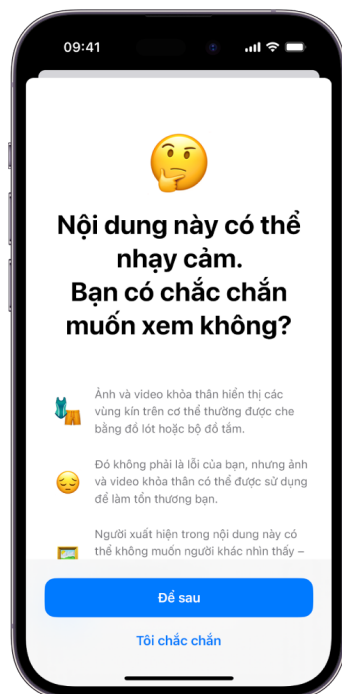 09:41
Nội dung này có thể
nhạy cảm.
Bạn có chắc chắn
muốn xem không?
Ảnh và video khỏa thân hiển thị các
vùng kín trên cơ thể thường được che
bằng đồ lót hoặc bộ đồ tắm.
Đó không phải là lỗi của bạn, nhưng ảnh
và video khỏa thân có thể được sử dụng
để làm tổn thương bạn.
Người xuất hiện trong nội dung này có
thể không muốn người khác nhìn thấy –
Để sau
Tôi chắc chắn